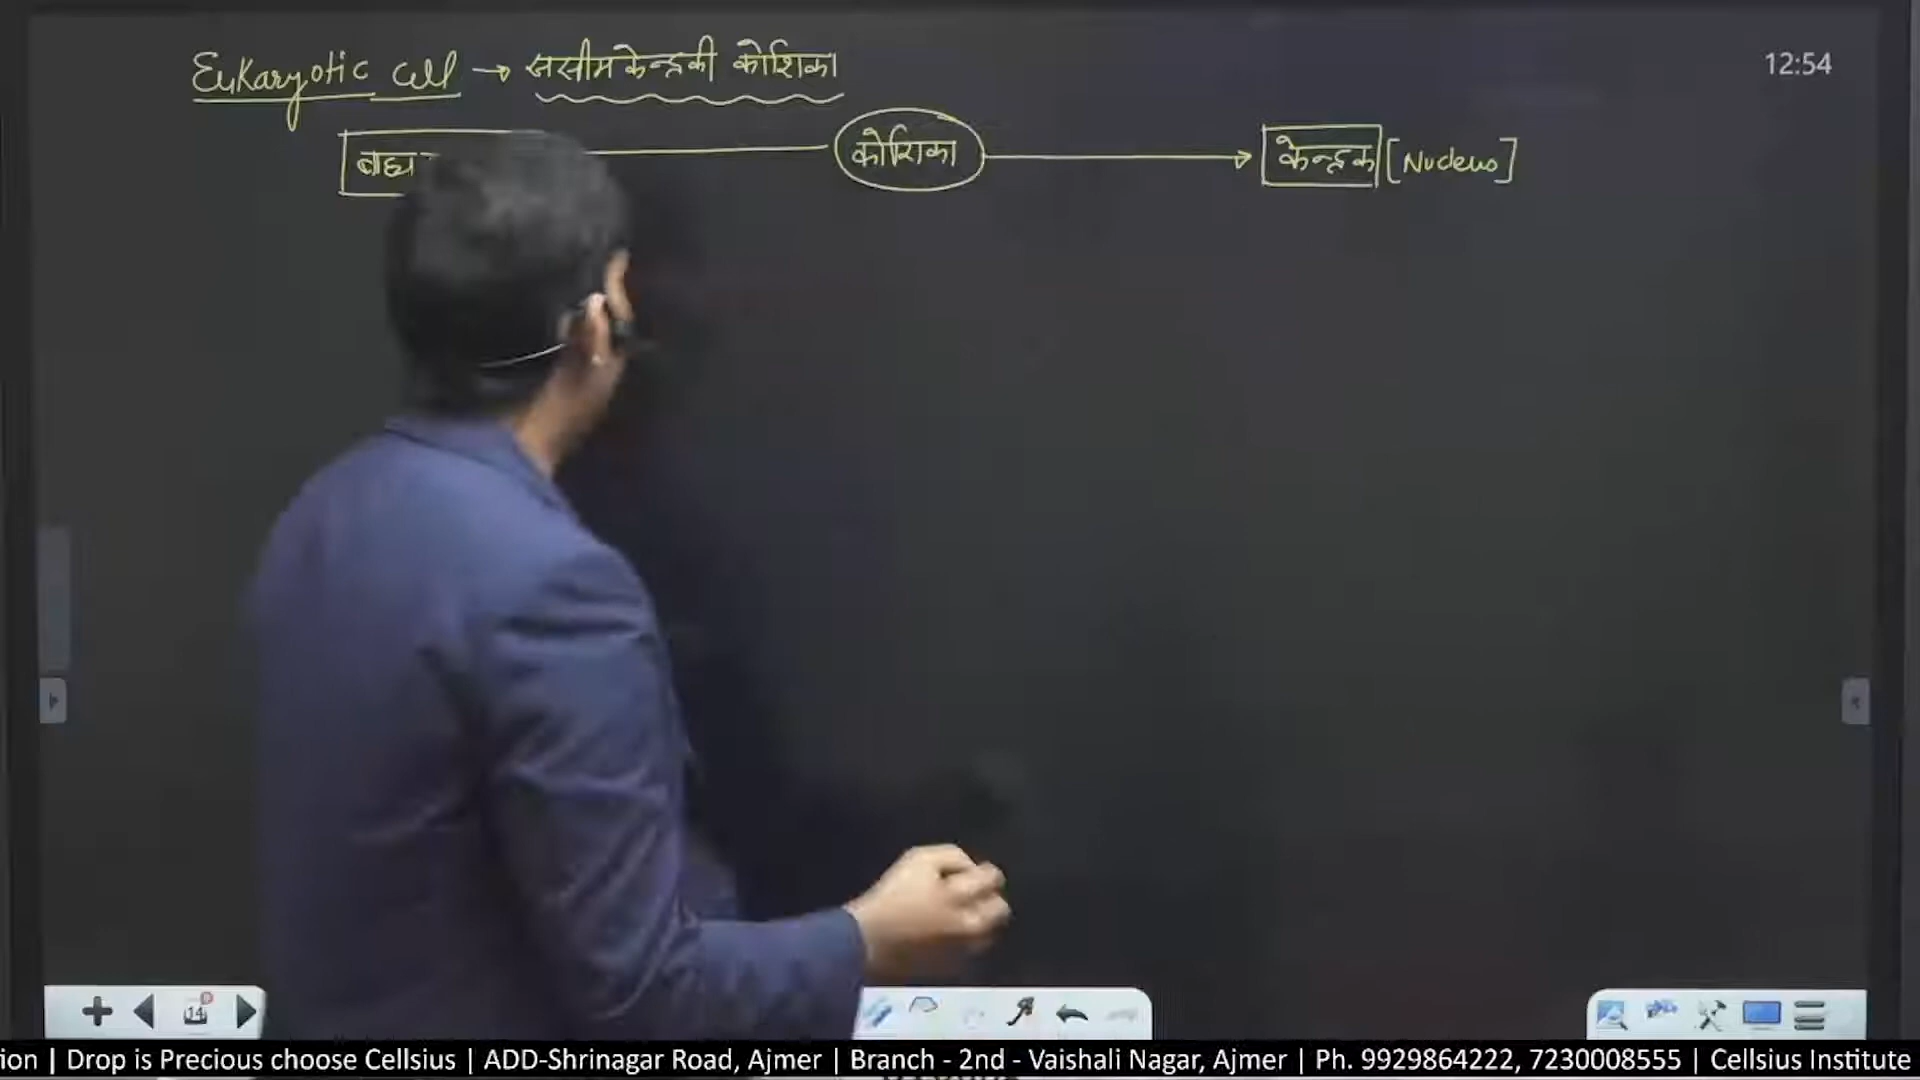 Eukaryotic cell → ससीमकेन्द्रकी कोशिका
12:54
बाह्य
कोशिका
केन्द्रक [Nucleus]
14
ion | Drop is Precious choose Cellsius | ADD-Shrinagar Road, Ajmer | Branch - 2nd - Vaishali Nagar, Ajmer | Ph. 9929864222, 7230008555 | Cellsius Institute